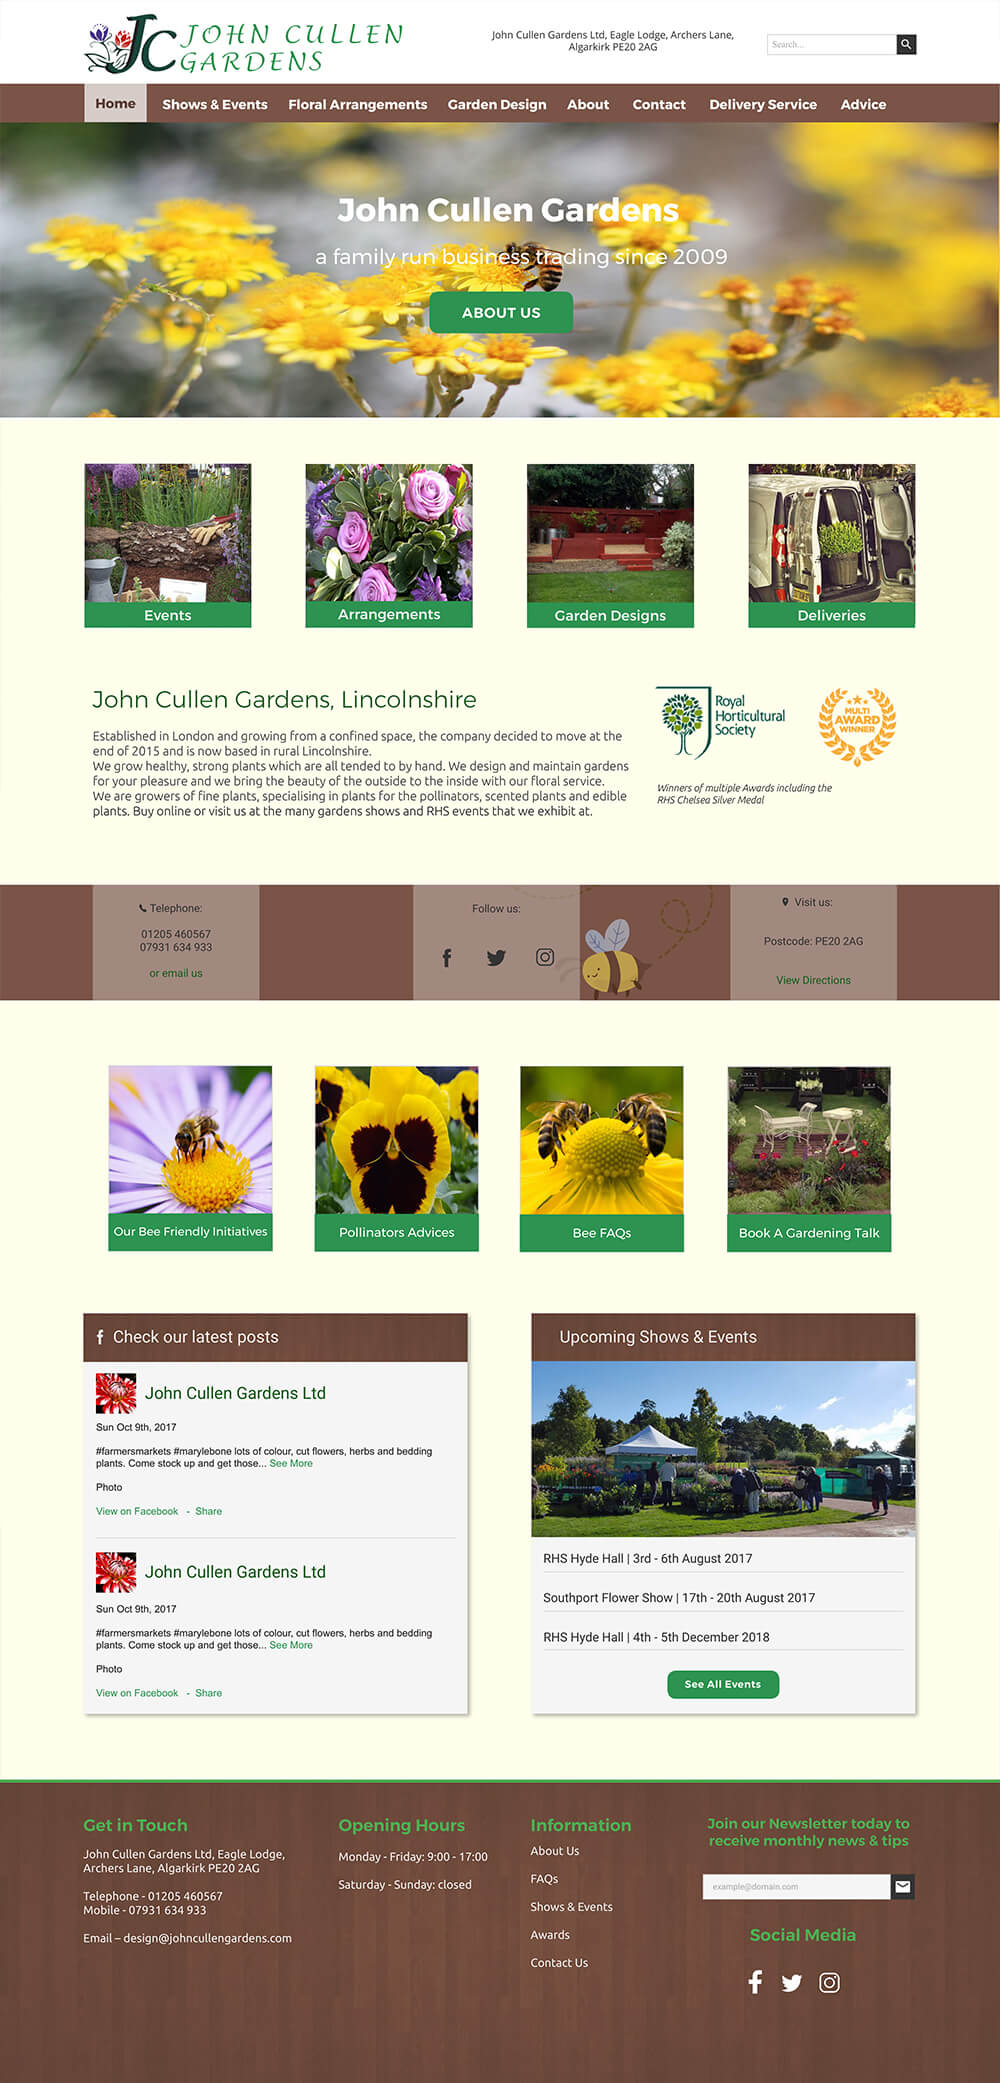 JC JOHN CULLEN
GARDENS
John Cullen Gardens Ltd, Eagle Lodge, Archers Lane,
Algarkirk PE20 2AG
Search...
Home Shows & Events Floral Arrangements Garden Design About Contact Delivery Service Advice
John Cullen Gardens
a family run business trading since 2009
ABOUT US
Events
Arrangements
Garden Designs
Deliveries
John Cullen Gardens, Lincolnshire
Established in London and growing from a confined space, the company decided to move at the
end of 2015 and is now based in rural Lincolnshire.
We grow healthy, strong plants which are all tended to by hand. We design and maintain gardens
for your pleasure and we bring the beauty of the outside to the inside with our floral service.
We are growers of fine plants, specialising in plants for the pollinators, scented plants and edible
plants. Buy online or visit us at the many gardens shows and RHS events that we exhibit at.
Royal
Horticultural
Society
MULTI
AWARD
WINNER
Winners of multiple Awards including the
RHS Chelsea Silver Medal
Telephone:
01205 460567
07931 634 933
or email us
Follow us:
Visit us:
Postcode: PE20 2AG
View Directions
Our Bee Friendly Initiatives
Pollinators Advices
Bee FAQs
Book A Gardening Talk
Check our latest posts
John Cullen Gardens Ltd
Sun Oct 9th, 2017
#farmersmarkets #marylebone lots of colour, cut flowers, herbs and bedding
plants. Come stock up and get those... See More
Photo
View on Facebook - Share
John Cullen Gardens Ltd
Sun Oct 9th, 2017
#farmersmarkets #marylebone lots of colour, cut flowers, herbs and bedding
plants. Come stock up and get those... See More
Photo
View on Facebook - Share
Upcoming Shows & Events
RHS Hyde Hall | 3rd - 6th August 2017
Southport Flower Show | 17th - 20th August 2017
RHS Hyde Hall | 4th - 5th December 2018
See All Events
Get in Touch
John Cullen Gardens Ltd, Eagle Lodge,
Archers Lane, Algarkirk PE20 2AG
Telephone - 01205 460567
Mobile - 07931 634 933
Email – design@johncullengardens.com
Opening Hours
Monday - Friday: 9:00 - 17:00
Saturday - Sunday: closed
Information
About Us
FAQs
Shows & Events
Awards
Contact Us
Join our Newsletter today to
receive monthly news & tips
example@domain.com
Social Media